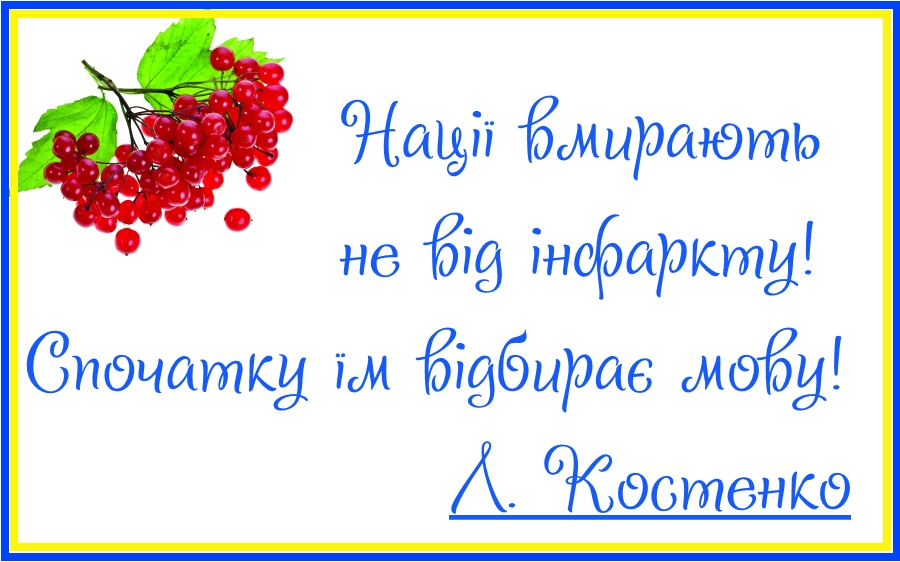 Нації вмирають
не від інфаркту!
Спочатку їм відбирає мову!
Л. Костенко